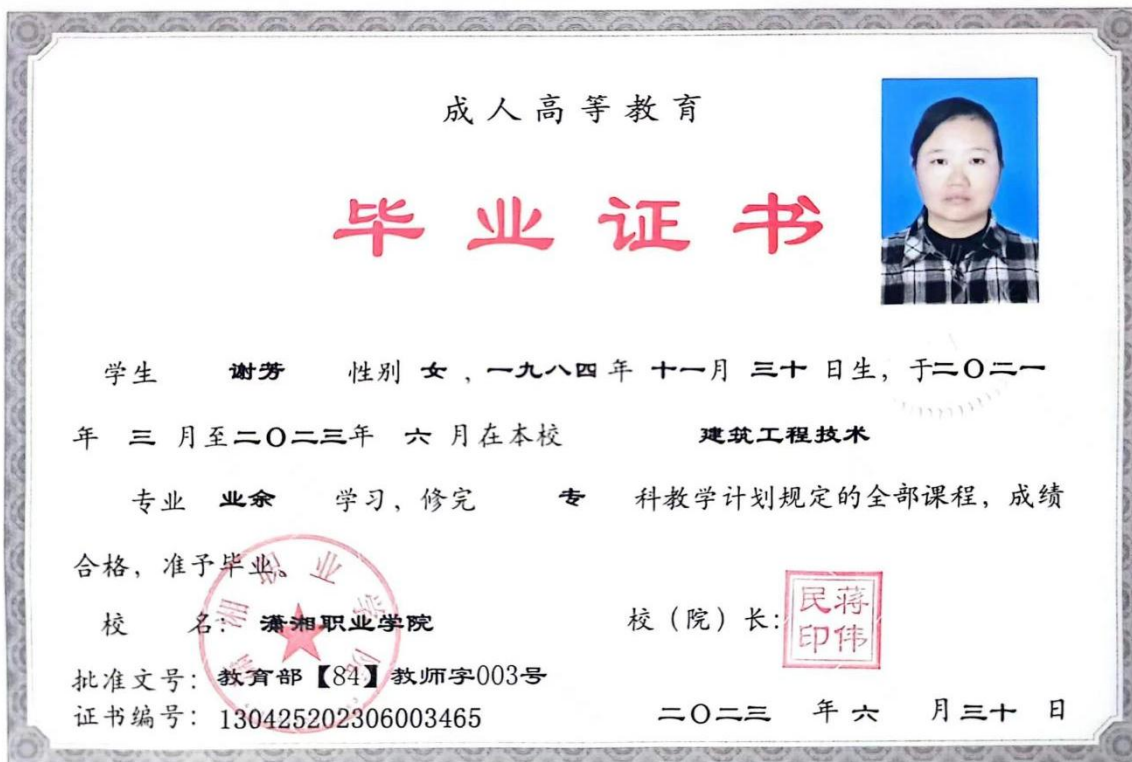 成人高等教育
毕业证书
学生 谢芳 性别 女 ，一九八四 年 十一月 三十 日生，于二〇二一
年 三 月至二〇二三年 六 月在本校 建筑工程技术
专业 业余 学习，修完 专 科教学计划规定的全部课程，成绩
合格，准予毕业。
校 名：潇湘职业学院
校（院）长：
蒋伟民印
批准文号：教育部【84】教师字003号
证书编号：130425202306003465
二〇二三 年 六 月 三十 日
潇湘职业学院